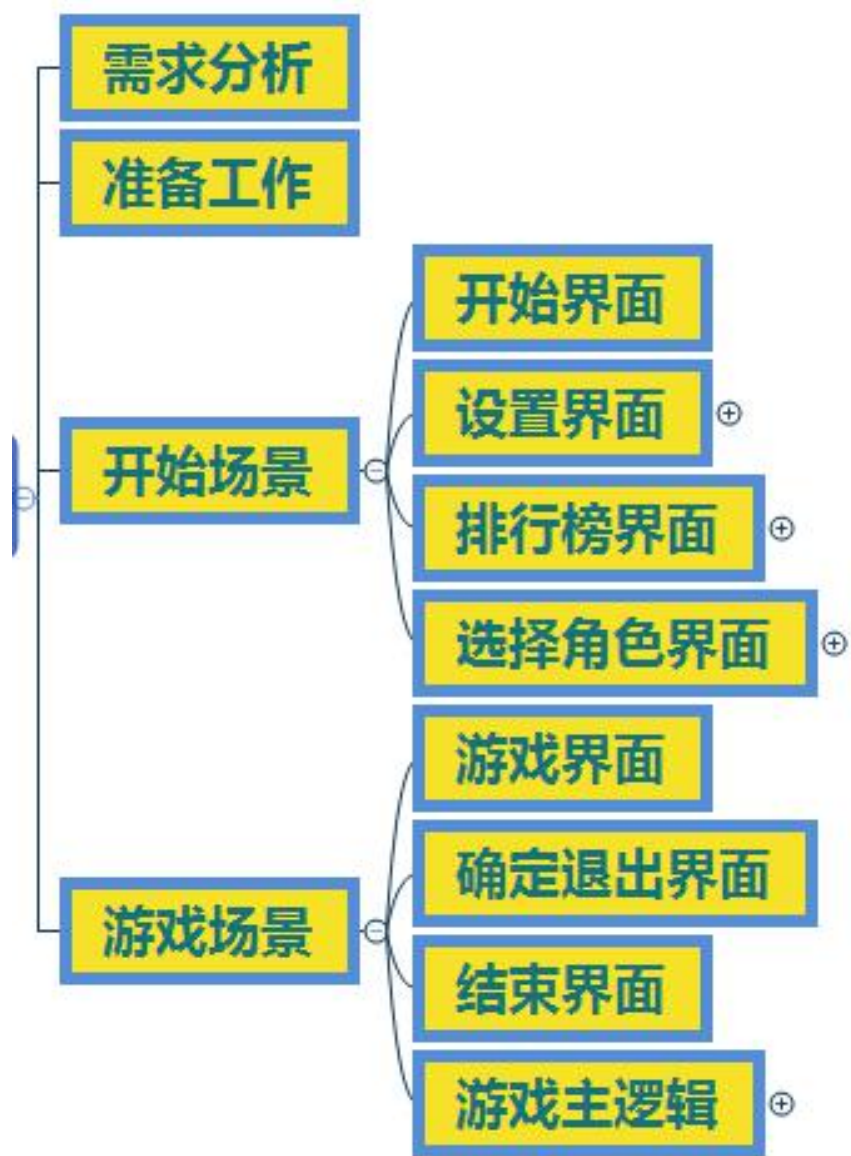 需求分析
准备工作
开始场景
开始界面
设置界面
排行榜界面
选择角色界面
游戏场景
游戏界面
确定退出界面
结束界面
游戏主逻辑